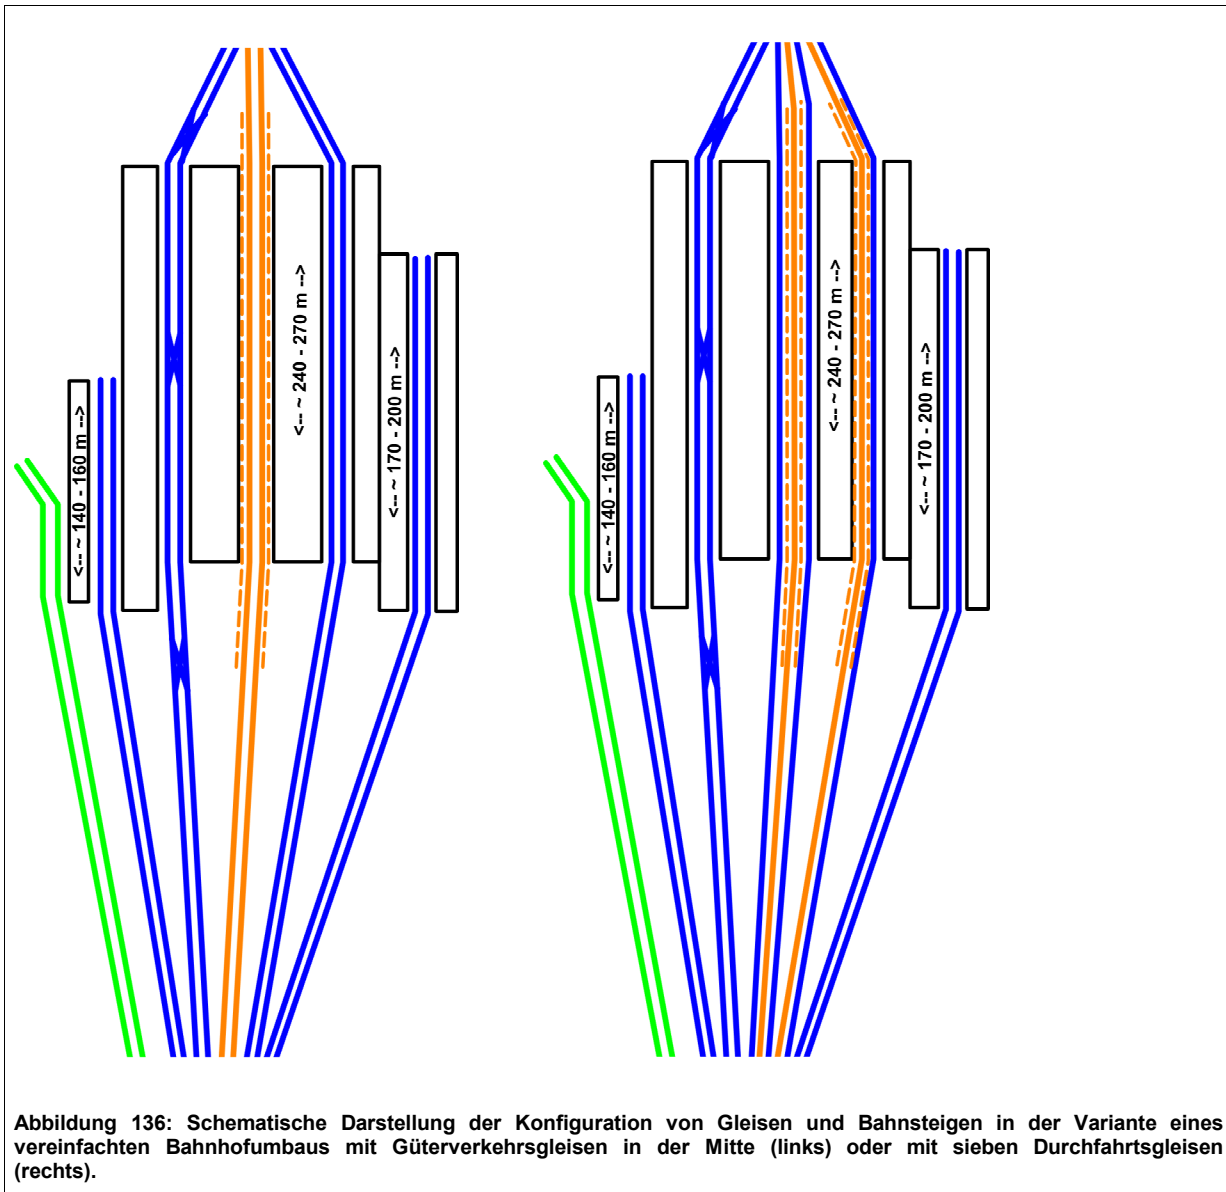 <-- ~ 240 - 270 m -->
<-- ~ 170 - 200 m -->
<-- ~ 140 - 160 m -->
<-- ~ 240 - 270 m -->
<-- ~ 170 - 200 m -->
<-- ~ 140 - 160 m -->
Abbildung 136: Schematische Darstellung der Konfiguration von Gleisen und Bahnsteigen in der Variante eines
vereinfachten Bahnhofumbaus mit Güterverkehrsgleisen in der Mitte (links) oder mit sieben Durchfahrtsgleisen
(rechts).